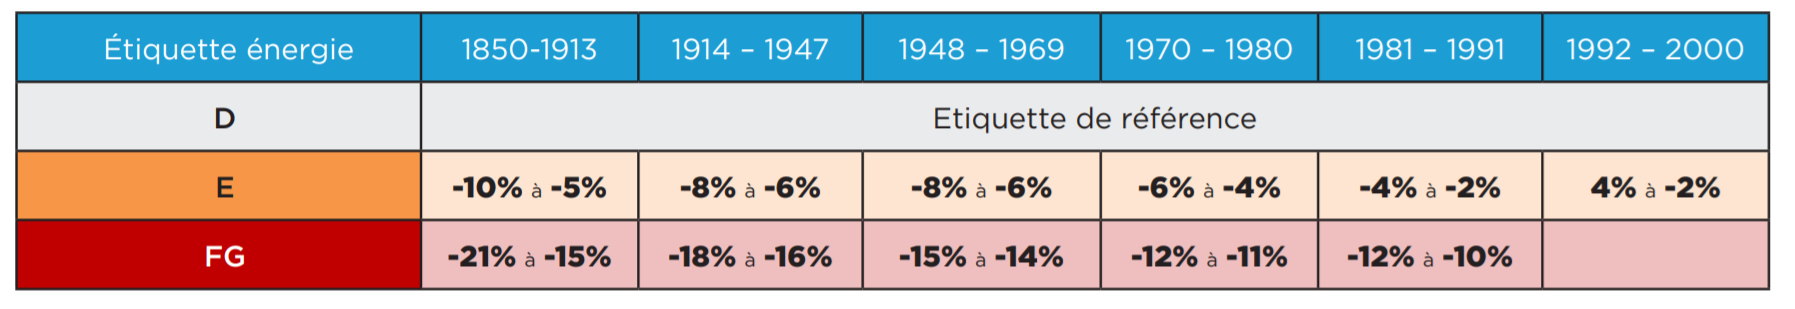 Étiquette énergie 1850-1913 1914 – 1947 1948 – 1969 1970 – 1980 1981 – 1991 1992 – 2000
D Etiquette de référence
E -10% à -5% -8% à -6% -8% à -6% -6% à -4% -4% à -2% 4% à -2%
FG -21% à -15% -18% à -16% -15% à -14% -12% à -11% -12% à -10%